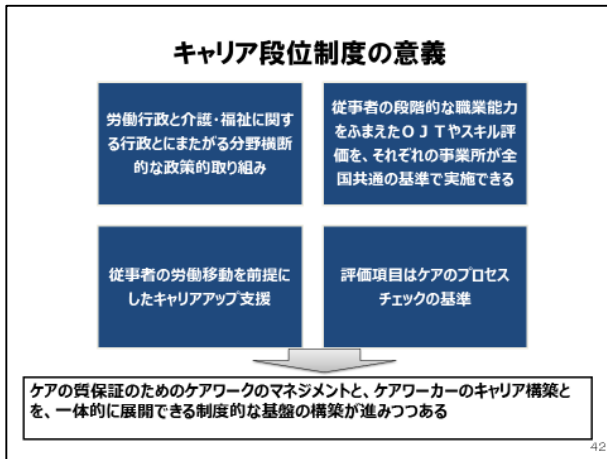 キャリア段位制度の意義
労働行政と介護・福祉に関す
る行政とにまたがる分野横断
的な政策的取り組み
従事者の段階的な職業能力
をふまえたOJTやスキル評
価を、それぞれの事業所が全
国共通の基準で実施できる
従事者の労働移動を前提に
したキャリアアップ支援
評価項目はケアのプロセス
チェックの基準
ケアの質保証のためのケアワークのマネジメントと、ケアワーカーのキャリア構築と
を、一体的に展開できる制度的な基盤の構築が進みつつある
42